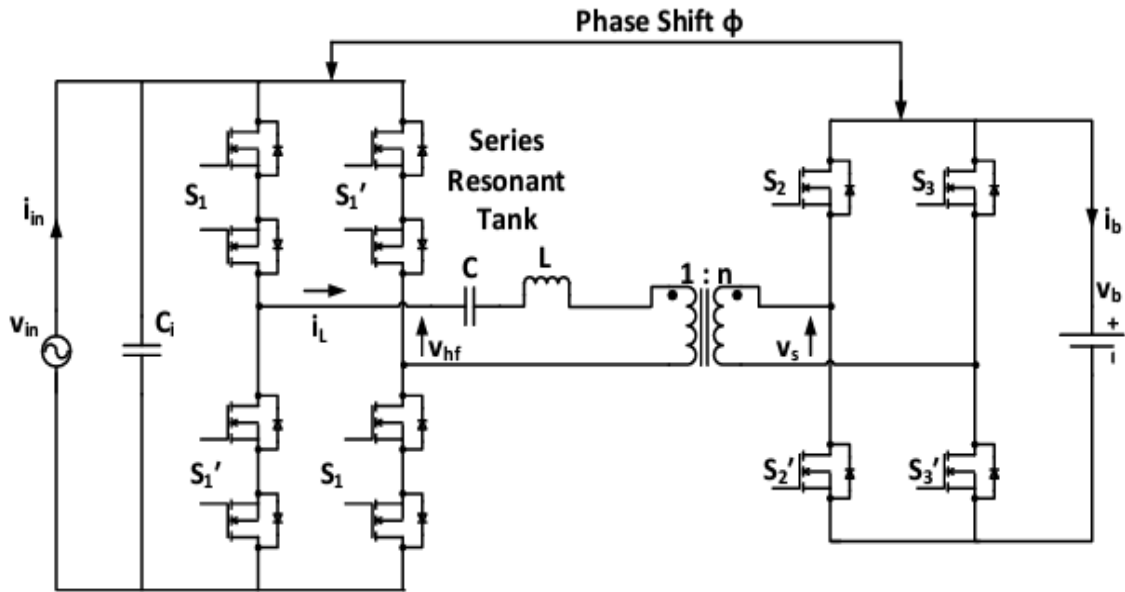 Phase Shift ϕ
Series
Resonant
Tank
S₁
S₁′
S₂
S₃
i_in
i_b
C
L
1 : n
v_in
C_i
i_L
v_hf
v_s
v_b
+
-
S₁′
S₁
S₂′
S₃′